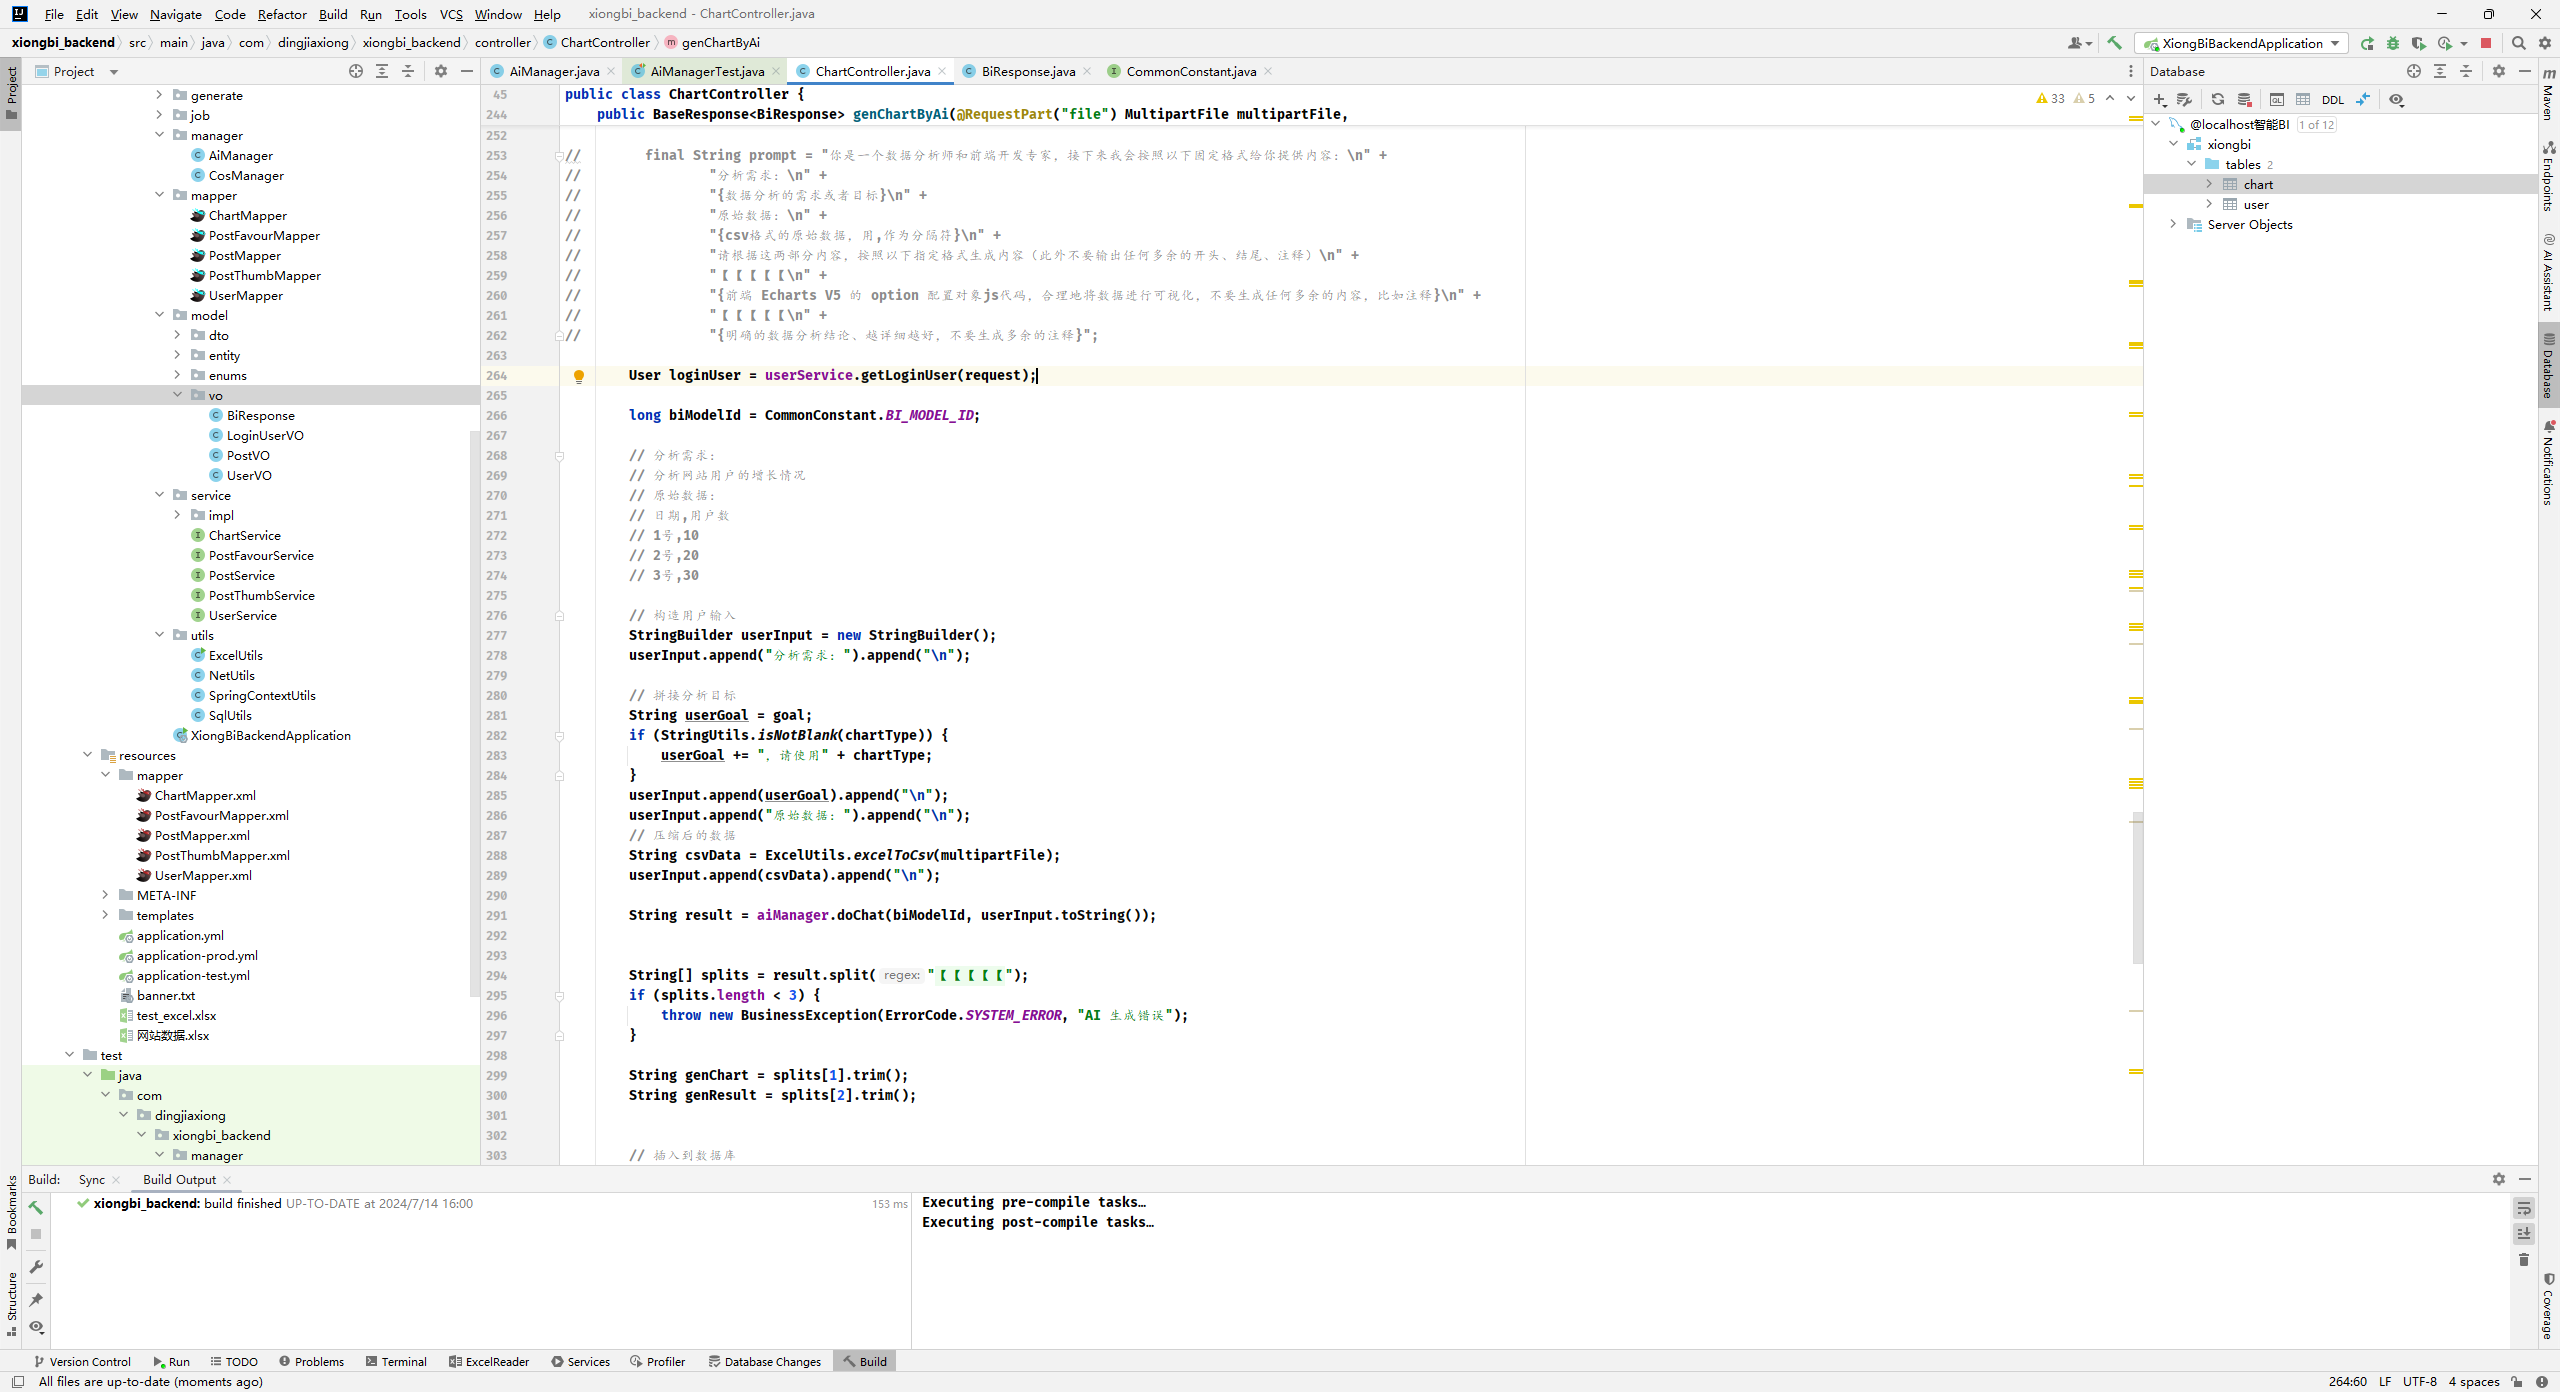 File Edit View Navigate Code Refactor Build Run Tools VCS Window Help xiongbi_backend - ChartController.java
xiongbi_backend src main java com dingjiaxiong xiongbi_backend controller ChartController genChartByAi XiongBiBackendApplication
Project
AiManager.java AiManagerTest.java ChartController.java BiResponse.java CommonConstant.java
Database
Project
generate
job
manager
AiManager
CosManager
mapper
ChartMapper
PostFavourMapper
PostMapper
PostThumbMapper
UserMapper
model
dto
entity
enums
vo
BiResponse
LoginUserVO
PostVO
UserVO
service
impl
ChartService
PostFavourService
PostService
PostThumbService
UserService
utils
ExcelUtils
NetUtils
SpringContextUtils
SqlUtils
XiongBiBackendApplication
resources
mapper
ChartMapper.xml
PostFavourMapper.xml
PostMapper.xml
PostThumbMapper.xml
UserMapper.xml
META-INF
templates
application.yml
application-prod.yml
application-test.yml
banner.txt
test_excel.xlsx
网站数据.xlsx
test
java
com
dingjiaxiong
xiongbi_backend
manager
45 public class ChartController {
244 public BaseResponse<BiResponse> genChartByAi(@RequestPart("file") MultipartFile multipartFile,
33 5
252
253 // final String prompt = "你是一个数据分析师和前端开发专家，接下来我会按照以下固定格式给你提供内容：\n" +
254 // "分析需求：\n" +
255 // "{数据分析的需求或者目标}\n" +
256 // "原始数据：\n" +
257 // "{csv格式的原始数据，用,作为分隔符}\n" +
258 // "请根据这两部分内容，按照以下指定格式生成内容（此外不要输出任何多余的开头、结尾、注释）\n" +
259 // "【【【【【\n" +
260 // "{前端 Echarts V5 的 option 配置对象js代码，合理地将数据进行可视化，不要生成任何多余的内容，比如注释}\n" +
261 // "【【【【【\n" +
262 // "{明确的数据分析结论、越详细越好，不要生成多余的注释}";
263
264 User loginUser = userService.getLoginUser(request);
265
266 long biModelId = CommonConstant.BI_MODEL_ID;
267
268 // 分析需求：
269 // 分析网站用户的增长情况
270 // 原始数据：
271 // 日期,用户数
272 // 1号,10
273 // 2号,20
274 // 3号,30
275
276 // 构造用户输入
277 StringBuilder userInput = new StringBuilder();
278 userInput.append("分析需求：").append("\n");
279
280 // 拼接分析目标
281 String userGoal = goal;
282 if (StringUtils.isNotBlank(chartType)) {
283 userGoal += "，请使用" + chartType;
284 }
285 userInput.append(userGoal).append("\n");
286 userInput.append("原始数据：").append("\n");
287 // 压缩后的数据
288 String csvData = ExcelUtils.excelToCsv(multipartFile);
289 userInput.append(csvData).append("\n");
290
291 String result = aiManager.doChat(biModelId, userInput.toString());
292
293
294 String[] splits = result.split( regex: "【【【【【");
295 if (splits.length < 3) {
296 throw new BusinessException(ErrorCode.SYSTEM_ERROR, "AI 生成错误");
297 }
298
299 String genChart = splits[1].trim();
300 String genResult = splits[2].trim();
301
302
303 // 插入到数据库
DDL
@localhost智能BI 1 of 12
xiongbi
tables 2
chart
user
Server Objects
Maven
Endpoints
AI Assistant
Database
Notifications
Coverage
Bookmarks
Structure
Build: Sync Build Output
xiongbi_backend: build finished UP-TO-DATE at 2024/7/14 16:00 153 ms
Executing pre-compile tasks…
Executing post-compile tasks…
Version Control Run TODO Problems Terminal ExcelReader Services Profiler Database Changes Build
All files are up-to-date (moments ago) 264:60 LF UTF-8 4 spaces